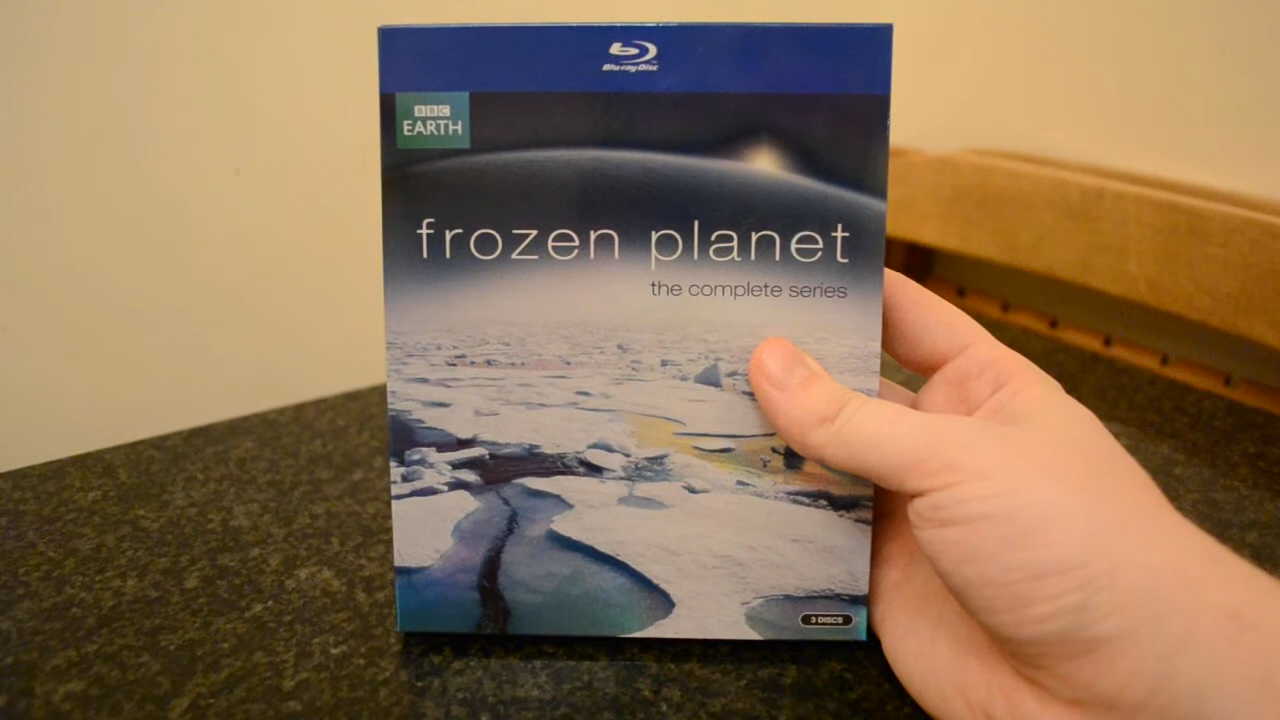 Blu-ray Disc
BBC
EARTH
frozen planet
the complete series
3 DISCS